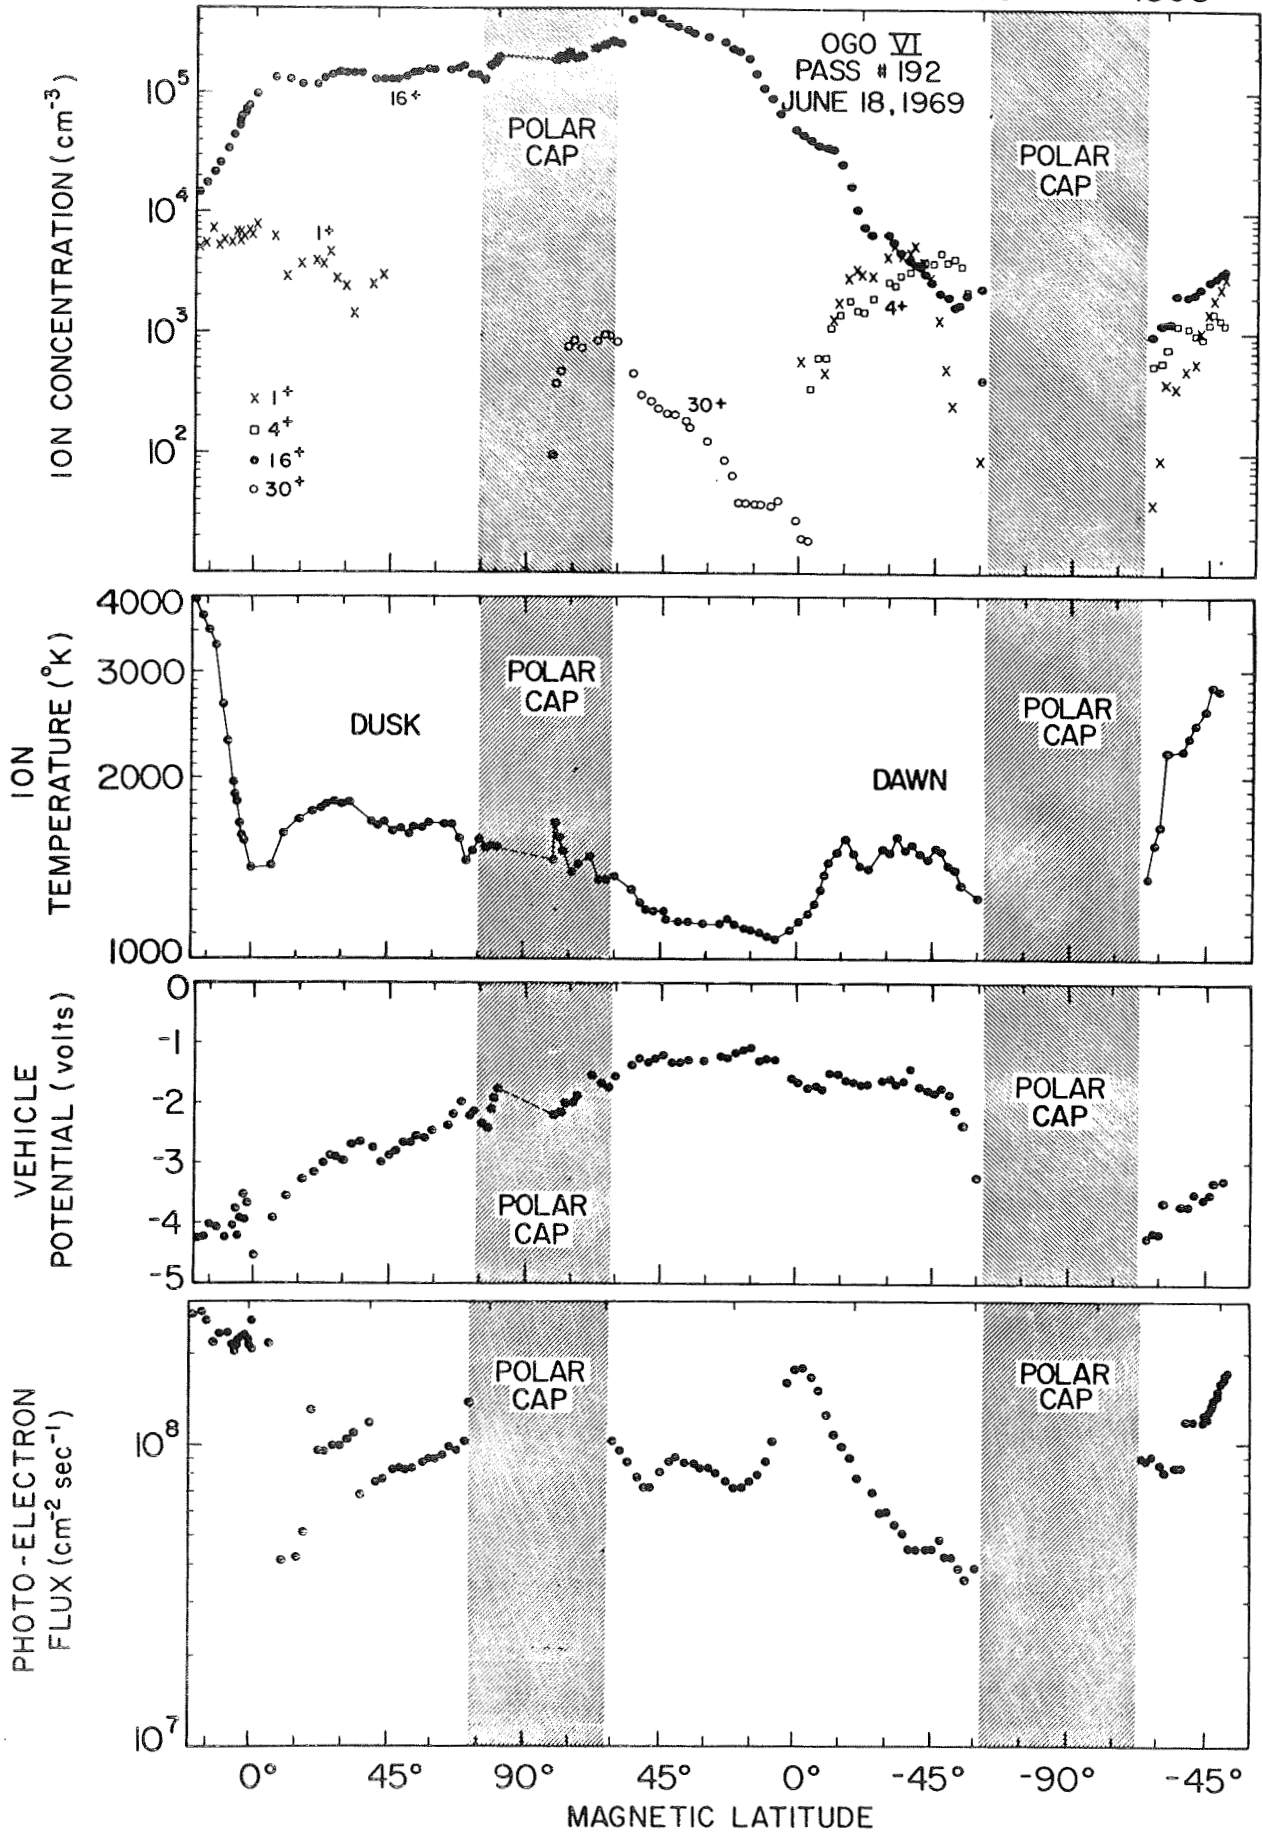 OGO VI
PASS # 192
JUNE 18, 1969
ION CONCENTRATION (cm⁻³)
10⁵
10⁴
10³
10²
16⁺
1⁺
4+
30+
POLAR
CAP
POLAR
CAP
x 1⁺
□ 4⁺
● 16⁺
○ 30⁺
ION
TEMPERATURE (°K)
4000
3000
2000
1000
DUSK
POLAR
CAP
DAWN
POLAR
CAP
VEHICLE
POTENTIAL (volts)
0
-1
-2
-3
-4
-5
POLAR
CAP
POLAR
CAP
PHOTO-ELECTRON
FLUX (cm⁻² sec⁻¹)
10⁸
10⁷
POLAR
CAP
POLAR
CAP
0° 45° 90° 45° 0° -45° -90° -45°
MAGNETIC LATITUDE